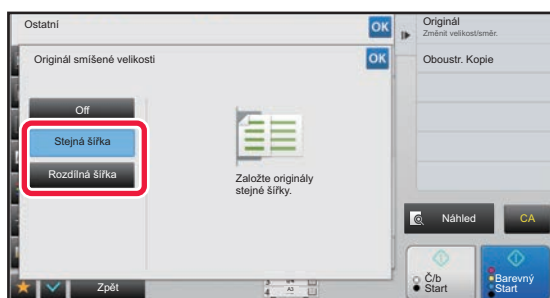 Ostatní
OK
Originál smíšené velikosti
OK
Off
Stejná šířka
Rozdílná šířka
Založte originály
stejné šířky.
Originál
Změnit velikost/směr.
Oboustr. Kopie
Náhled
CA
Č/b
Start
Barevný
Start
Zpět
4